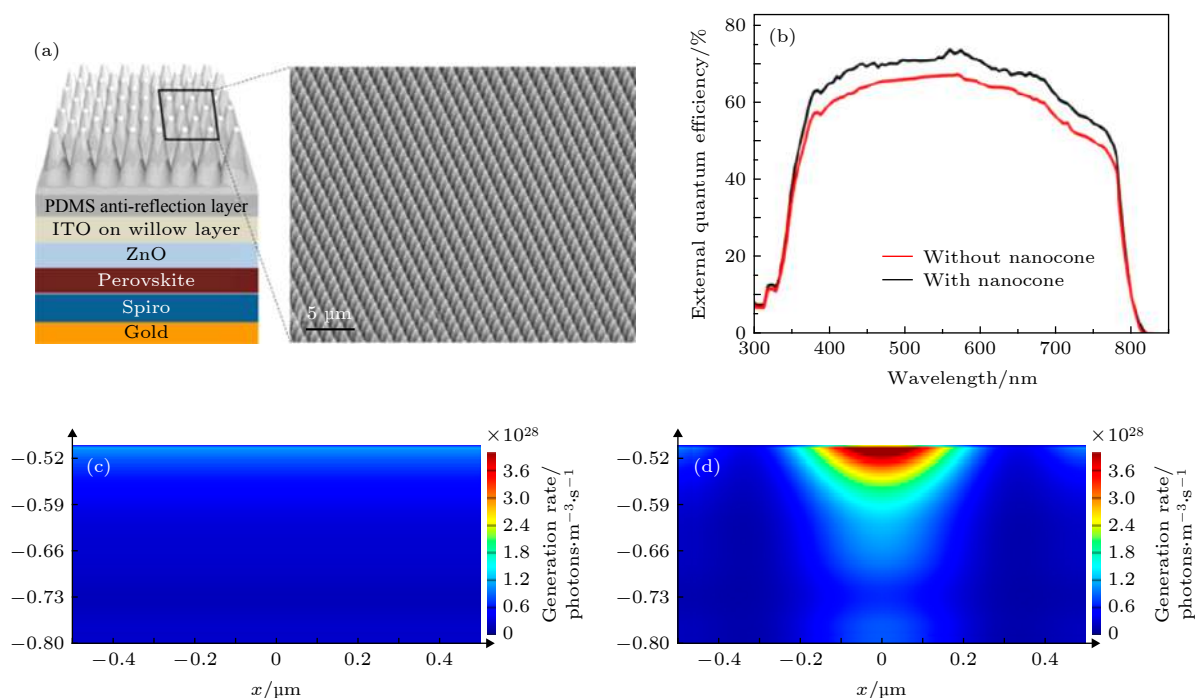 (a)
PDMS anti-reflection layer
ITO on willow layer
ZnO
Perovskite
Spiro
Gold
5 μm
(b)
External quantum efficiency/%
80
60
40
20
0
Without nanocone
With nanocone
300 400 500 600 700 800
Wavelength/nm
(c)
−0.52
−0.59
−0.66
−0.73
−0.80
−0.4 −0.2 0 0.2 0.4
x/μm
×10²⁸
3.6
3.0
2.4
1.8
1.2
0.6
0
Generation rate/
photons·m⁻³·s⁻¹
(d)
−0.52
−0.59
−0.66
−0.73
−0.80
−0.4 −0.2 0 0.2 0.4
x/μm
×10²⁸
3.6
3.0
2.4
1.8
1.2
0.6
0
Generation rate/
photons·m⁻³·s⁻¹